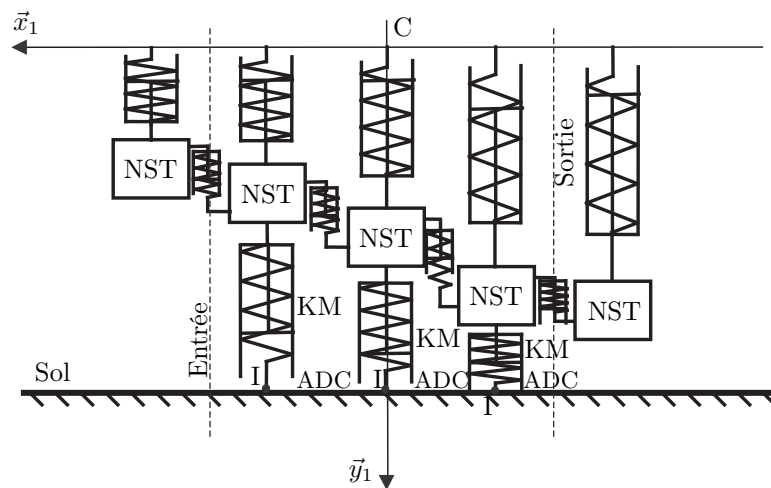 x⃗₁
C
NST
NST
NST
NST
NST
Sortie
Entrée
KM
KM
KM
Sol
I
ADC
I
ADC
I
ADC
y⃗₁